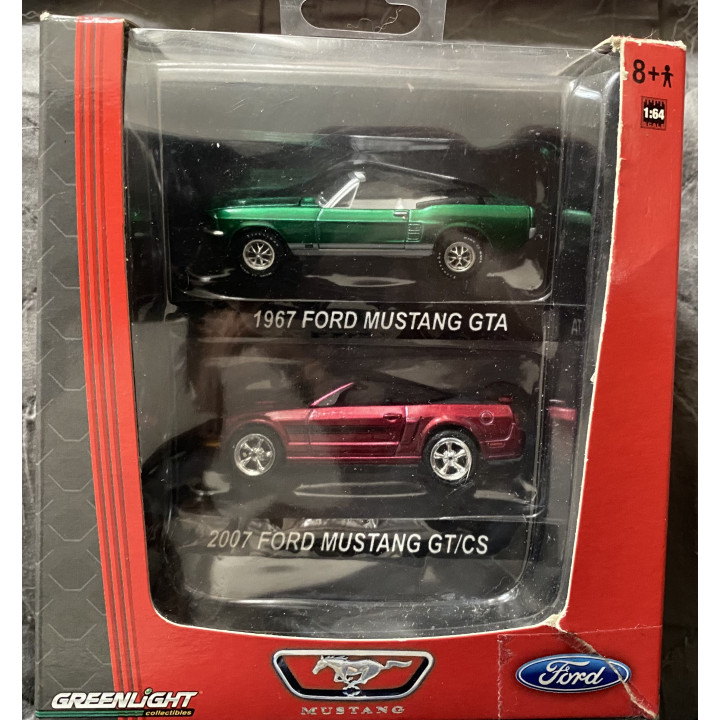 8+
1:64
1967 FORD MUSTANG GTA
2007 FORD MUSTANG GT/CS
MUSTANG
Ford
GREENLIGHT
collectibles